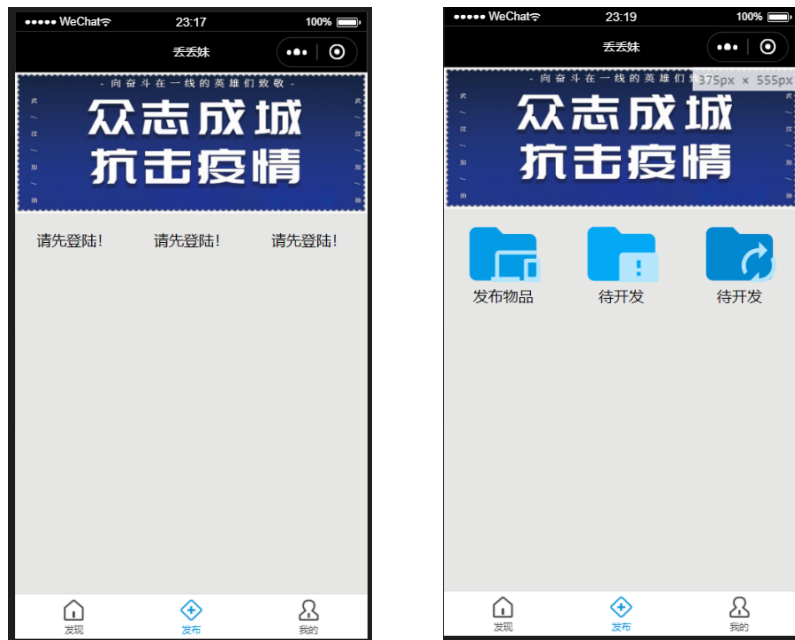 WeChat 23:17 100%
丢丢妹
- 向奋斗在一线的英雄们致敬 -
众志成城
抗击疫情
请先登陆! 请先登陆! 请先登陆!
发现 发布 我的
WeChat 23:19 100%
丢丢妹
- 向奋斗在一线的英雄们
375px × 555px
众志成城
抗击疫情
发布物品 待开发 待开发
发现 发布 我的